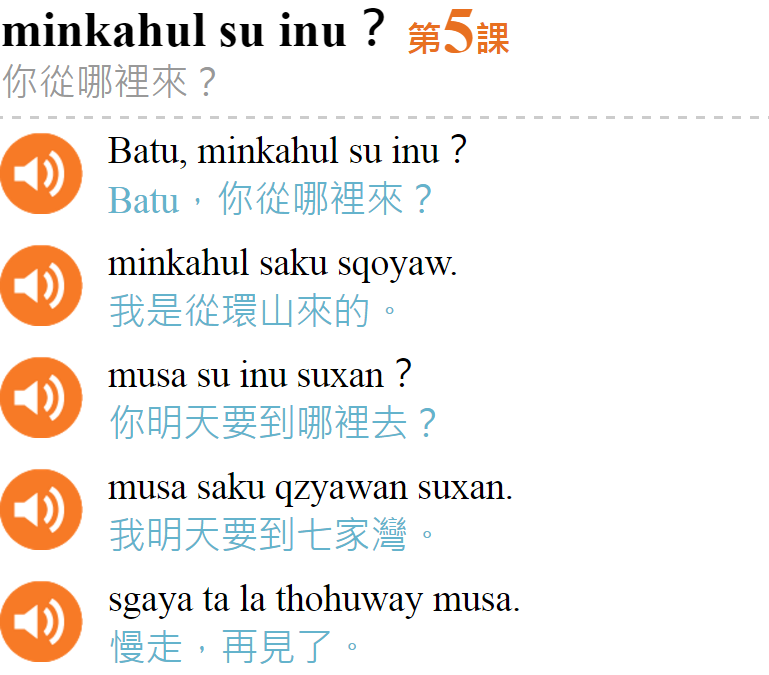 minkahul su inu？ 第5課
你從哪裡來？
Batu, minkahul su inu？
Batu，你從哪裡來？
minkahul saku sqoyaw.
我是從環山來的。
musa su inu suxan？
你明天要到哪裡去？
musa saku qzyawan suxan.
我明天要到七家灣。
sgaya ta la thohuway musa.
慢走，再見了。